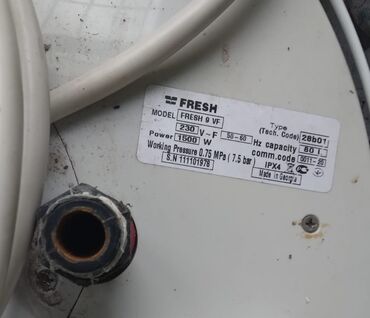 FRESH
MODEL FRESH 9 VF
Type (Tech. Code) 28b01
230 V – F 50-60 Hz capacity 80 l
Power 1500 W comm.code
Working Pressure 0.75 MPa / 7.5 bar IPX4
S.N 111101978 Made in Georgia